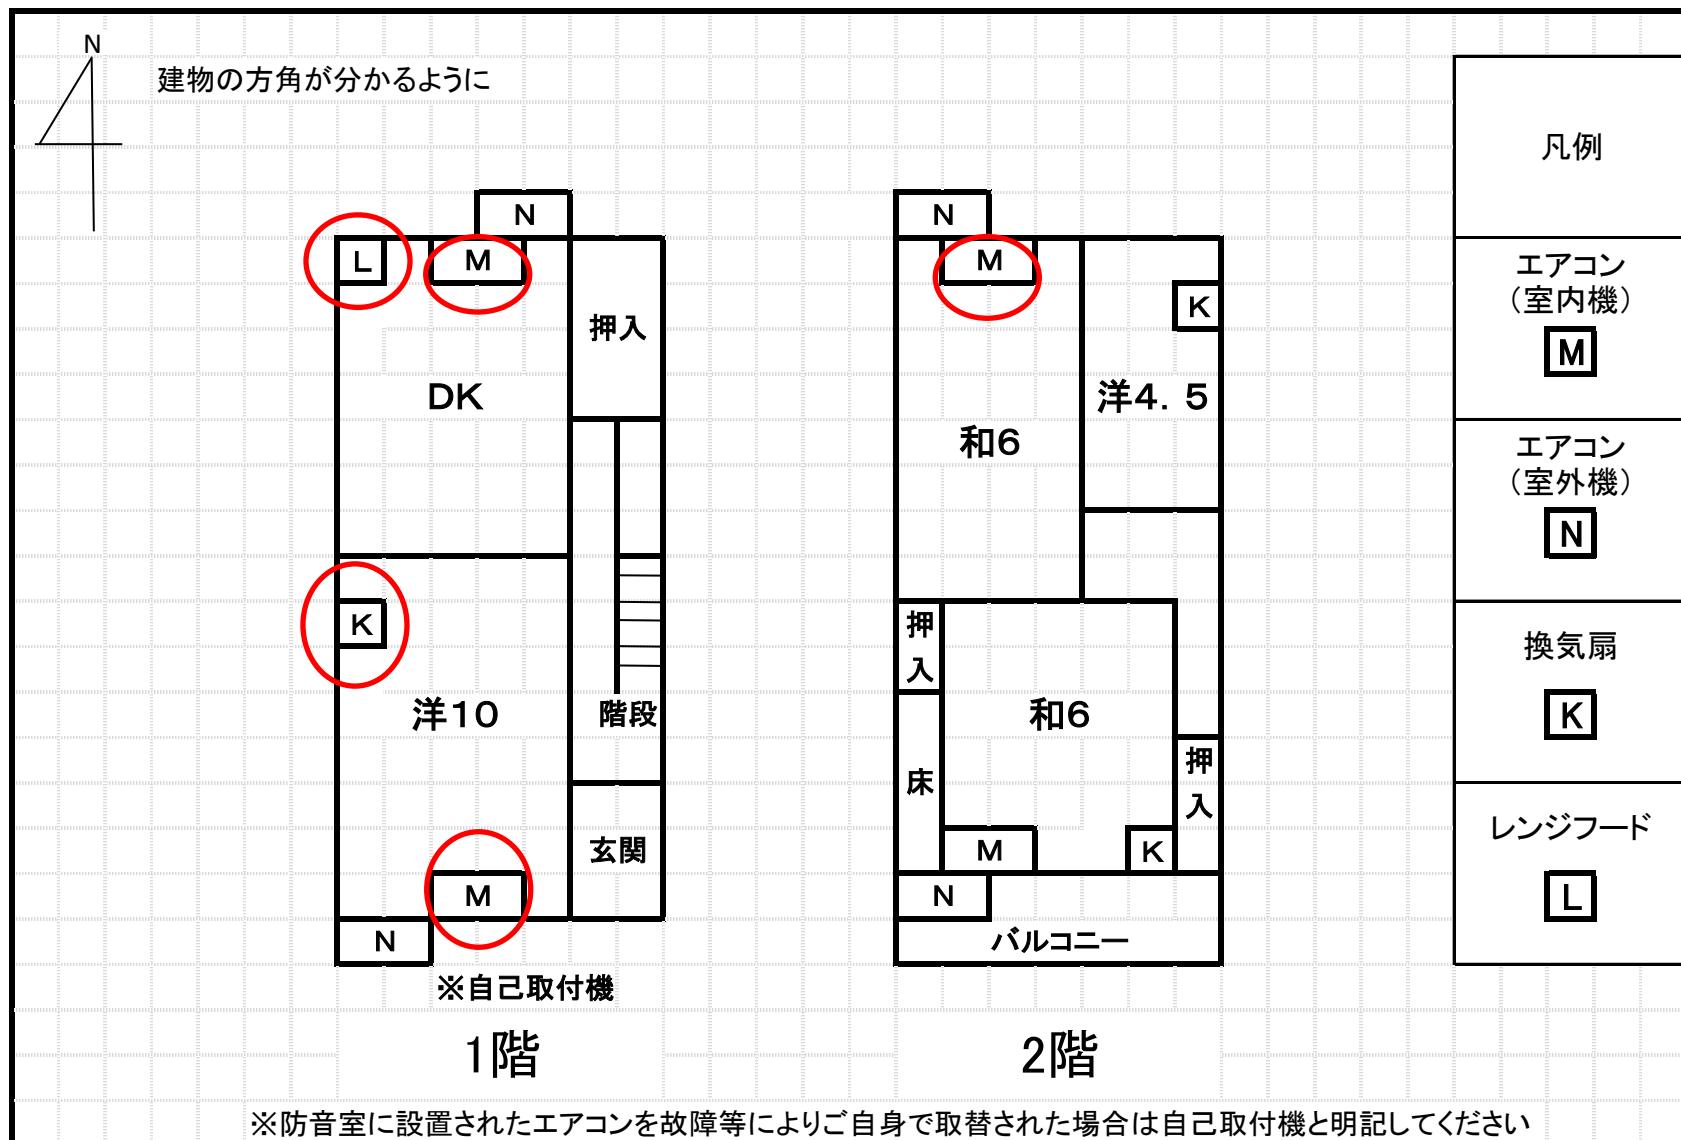 N
建物の方角が分かるように
N
L
M
押入
DK
K
洋10
階段
玄関
M
N
※自己取付機
1階
N
M
K
洋4．5
和6
押入
和6
床
押入
M
K
N
バルコニー
2階
凡例
エアコン
（室内機）
M
エアコン
（室外機）
N
換気扇
K
レンジフード
L
※防音室に設置されたエアコンを故障等によりご自身で取替された場合は自己取付機と明記してください